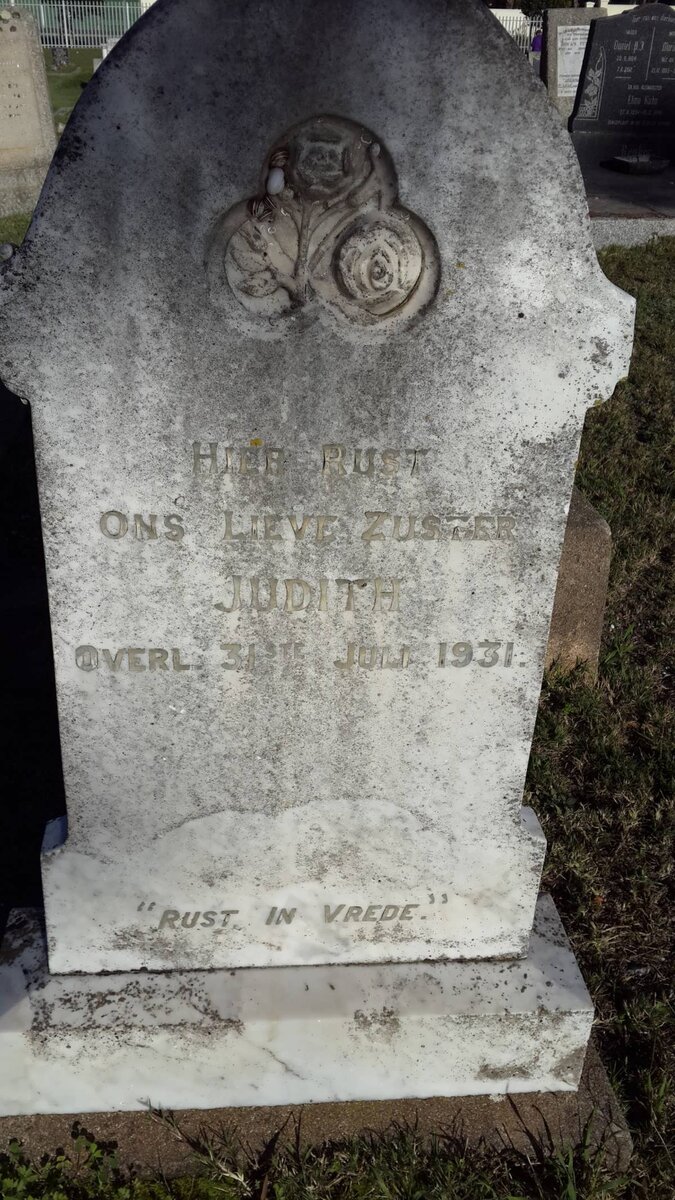 HIER RUST
ONS LIEVE ZUSTER
JUDITH
OVERL. 31STE JULI 1931.
"RUST IN VREDE."